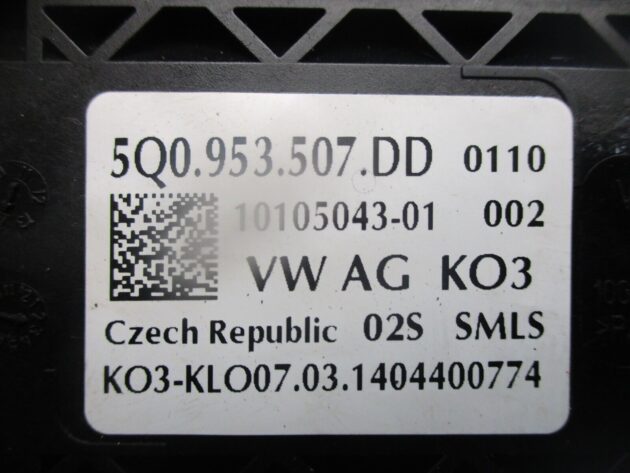 5Q0.953.507.DD 0110
10105043-01 002
VW AG KO3
Czech Republic 02S SMLS
KO3-KLO07.03.1404400774